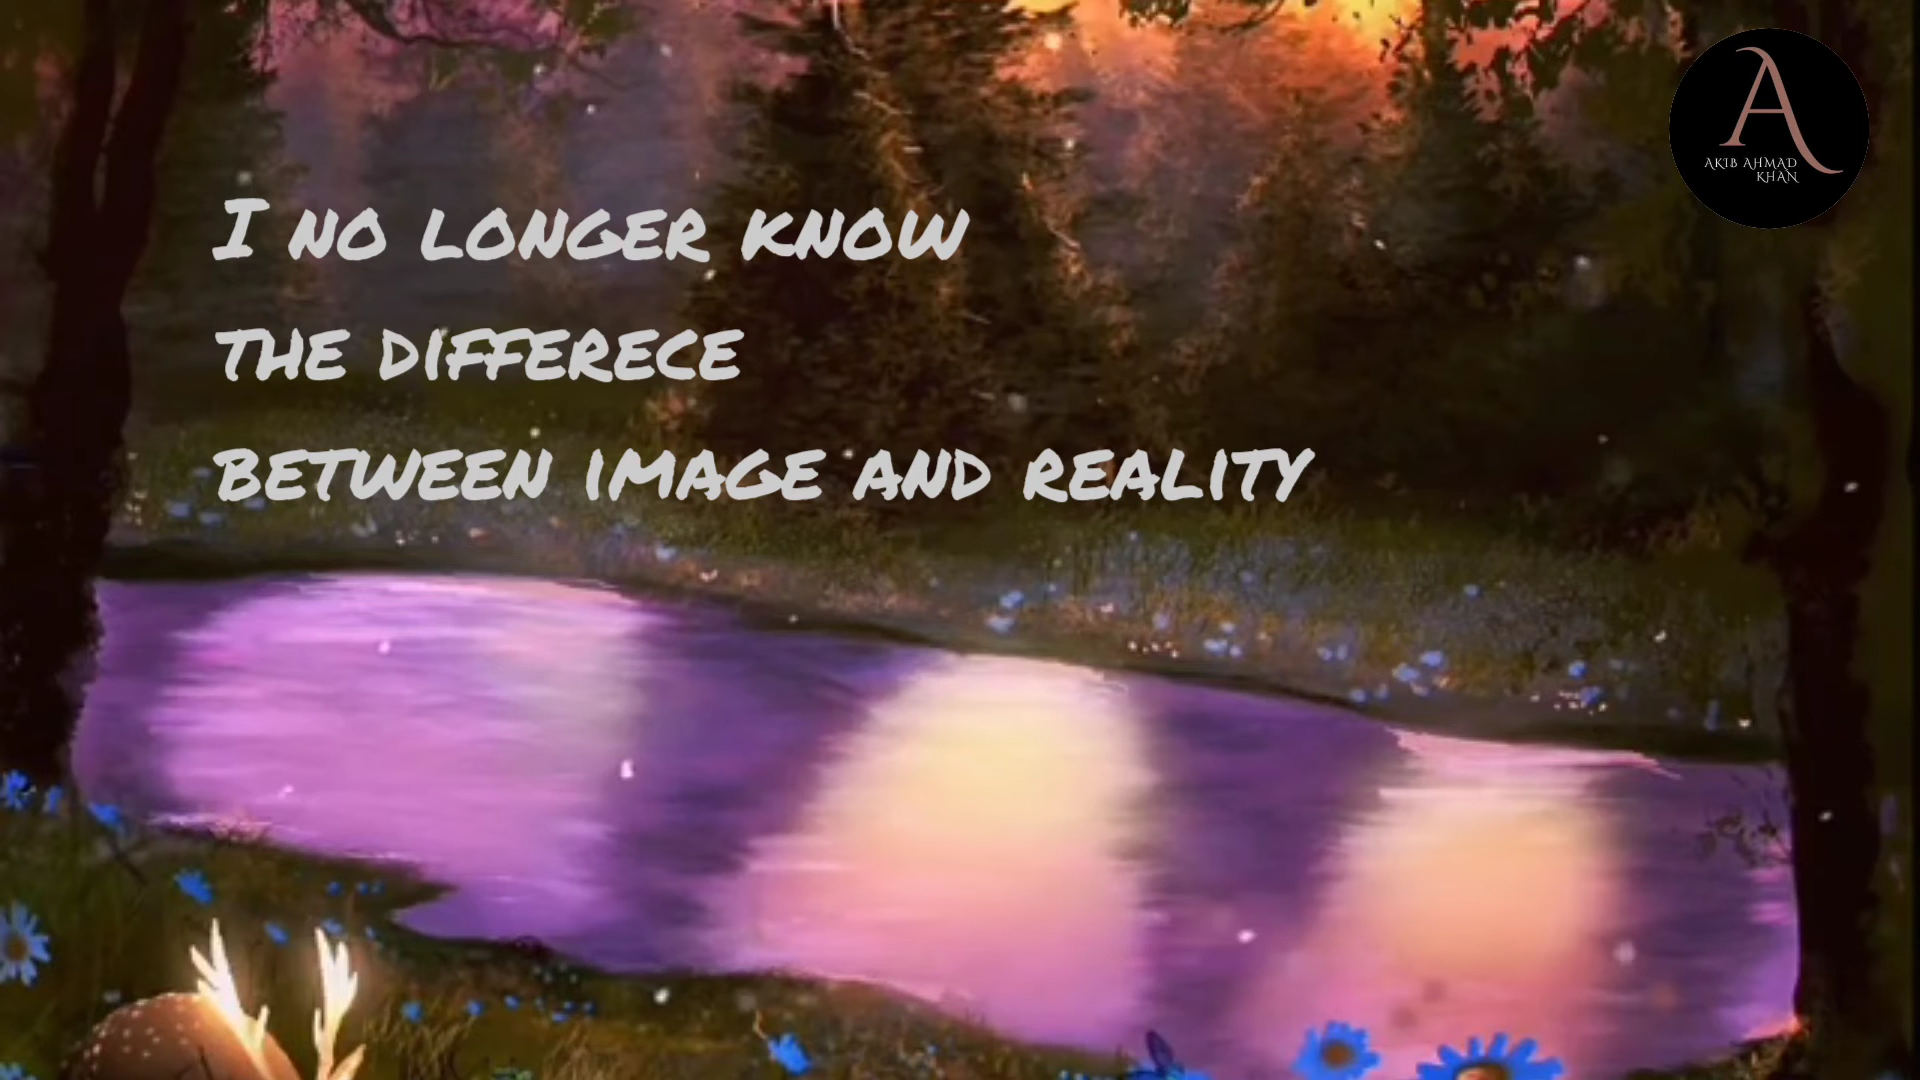 I NO LONGER KNOW
THE DIFFERECE
BETWEEN IMAGE AND REALITY
A
AKIB AHMAD
KHAN